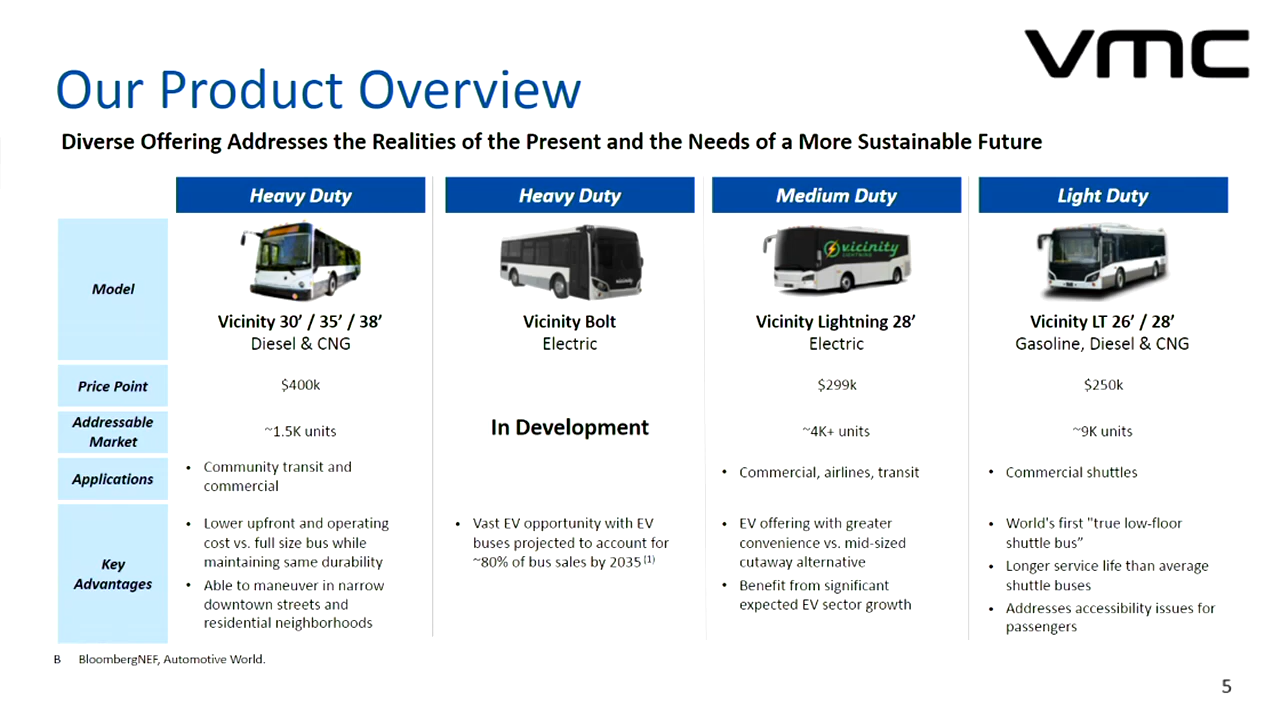 VMC
Our Product Overview
Diverse Offering Addresses the Realities of the Present and the Needs of a More Sustainable Future
Heavy Duty
Heavy Duty
Medium Duty
Light Duty
Model
vicinity
LIGHTNING
Vicinity 30’ / 35’ / 38’
Diesel & CNG
Vicinity Bolt
Electric
Vicinity Lightning 28’
Electric
Vicinity LT 26’ / 28’
Gasoline, Diesel & CNG
Price Point
$400k
$299k
$250k
Addressable
Market
~1.5K units
In Development
~4K+ units
~9K units
Applications
• Community transit and
commercial
• Commercial, airlines, transit
• Commercial shuttles
Key
Advantages
• Lower upfront and operating
cost vs. full size bus while
maintaining same durability
• Able to maneuver in narrow
downtown streets and
residential neighborhoods
• Vast EV opportunity with EV
buses projected to account for
~80% of bus sales by 2035 (1)
• EV offering with greater
convenience vs. mid-sized
cutaway alternative
• Benefit from significant
expected EV sector growth
• World's first "true low-floor
shuttle bus”
• Longer service life than average
shuttle buses
• Addresses accessibility issues for
passengers
B BloombergNEF, Automotive World.
5